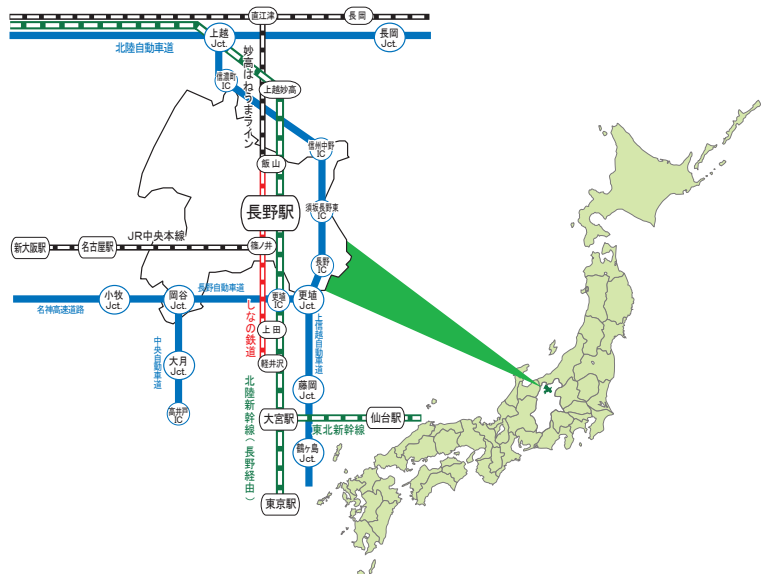 直江津
長岡
上越
Jct.
長岡
Jct.
北陸自動車道
妙高はねうまライン
信濃町
IC
上越妙高
信州中野
IC
飯山
長野駅
須坂長野東
IC
JR中央本線
新大阪駅
名古屋駅
篠ノ井
長野
IC
長野自動車道
小牧
Jct.
岡谷
Jct.
更埴
IC
更埴
Jct.
名神高速道路
しなの鉄道
上田
上信越自動車道
中央自動車道
大月
Jct.
軽井沢
藤岡
Jct.
北陸新幹線(長野経由)
高井戸
IC
大宮駅
仙台駅
東北新幹線
鶴ヶ島
Jct.
東京駅